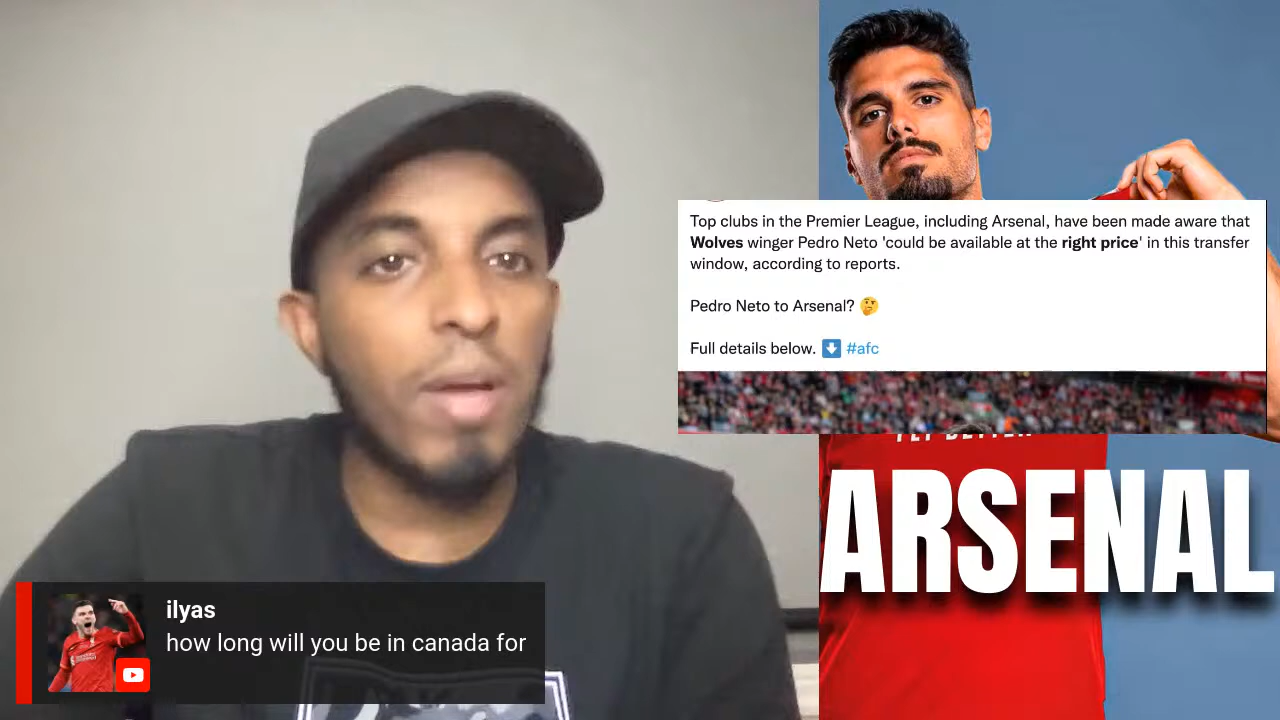 Top clubs in the Premier League, including Arsenal, have been made aware that
Wolves winger Pedro Neto 'could be available at the right price' in this transfer
window, according to reports.
Pedro Neto to Arsenal? 🤔
Full details below. ⬇️ #afc
ARSENAL
ilyas
how long will you be in canada for